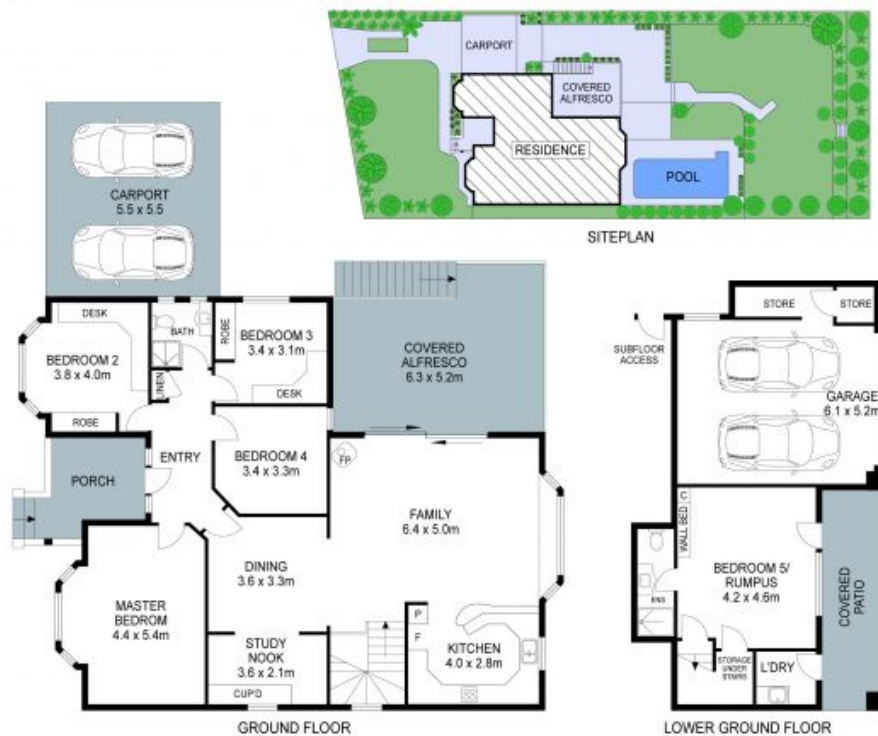 CARPORT
COVERED
ALFRESCO
RESIDENCE
POOL
SITEPLAN
CARPORT
5.5 x 5.5
DESK
BEDROOM 2
3.8 x 4.0m
ROBE
BATH
LINEN
ROBE
BEDROOM 3
3.4 x 3.1m
DESK
COVERED
ALFRESCO
6.3 x 5.2m
ENTRY
BEDROOM 4
3.4 x 3.3m
FP
PORCH
FAMILY
6.4 x 5.0m
DINING
3.6 x 3.3m
MASTER
BEDROM
4.4 x 5.4m
STUDY
NOOK
3.6 x 2.1m
CUP'D
P
F
KITCHEN
4.0 x 2.8m
GROUND FLOOR
STORE
STORE
SUBFLOOR
ACCESS
GARAGE
6.1 x 5.2m
WALL BED
C
BEDROOM 5/
RUMPUS
4.2 x 4.6m
ENS
COVERED
PATIO
STORAGE
UNDER
STAIRS
L'DRY
LOWER GROUND FLOOR